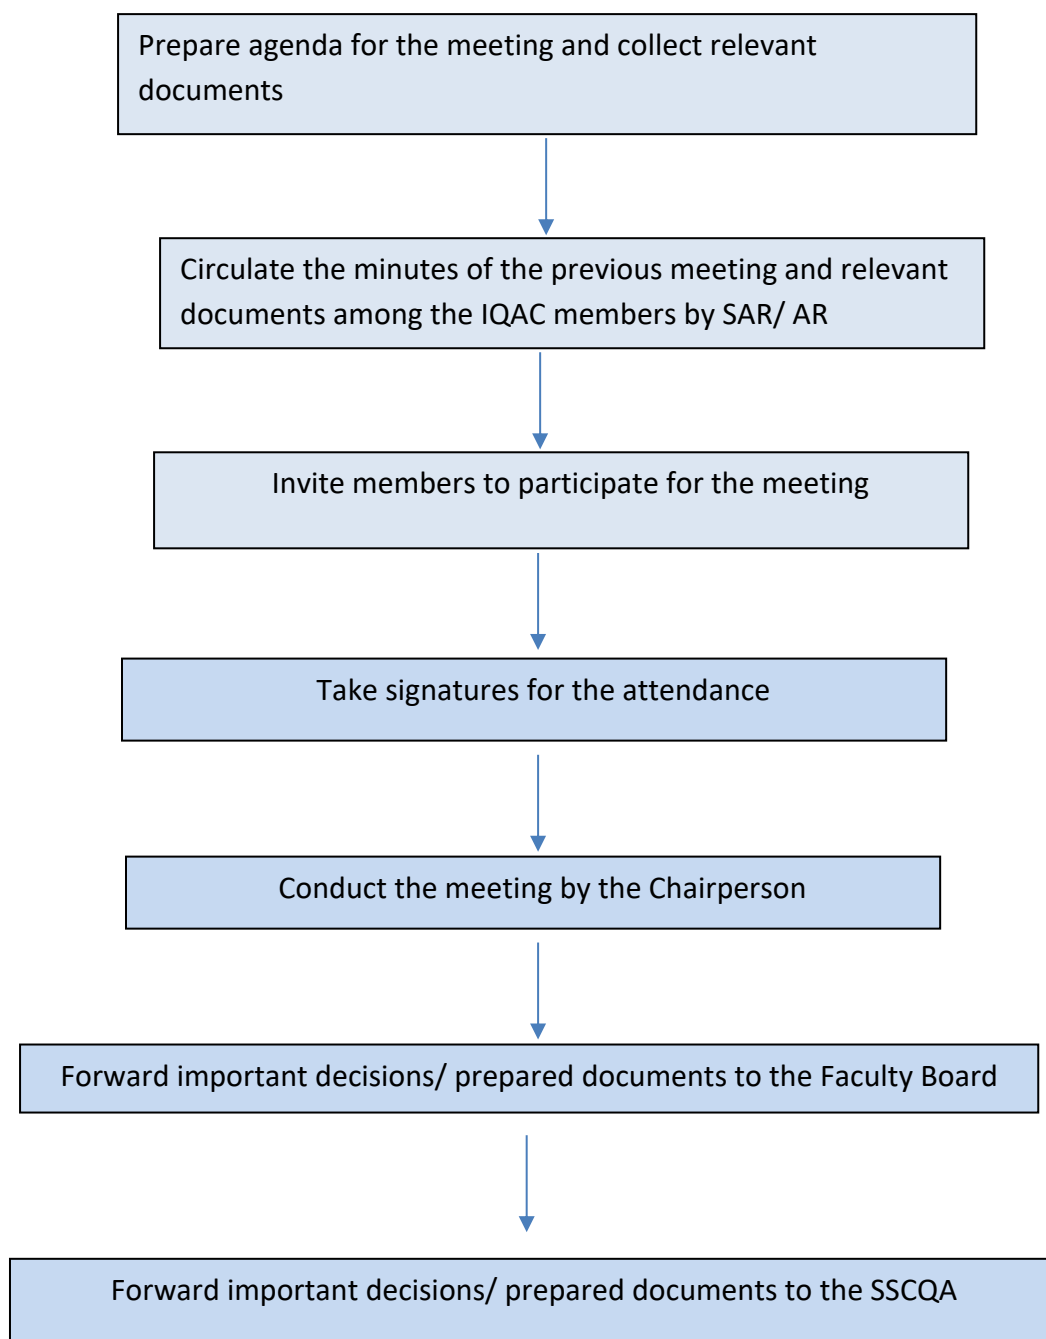 Prepare agenda for the meeting and collect relevant
documents
Circulate the minutes of the previous meeting and relevant
documents among the IQAC members by SAR/ AR
Invite members to participate for the meeting
Take signatures for the attendance
Conduct the meeting by the Chairperson
Forward important decisions/ prepared documents to the Faculty Board
Forward important decisions/ prepared documents to the SSCQA